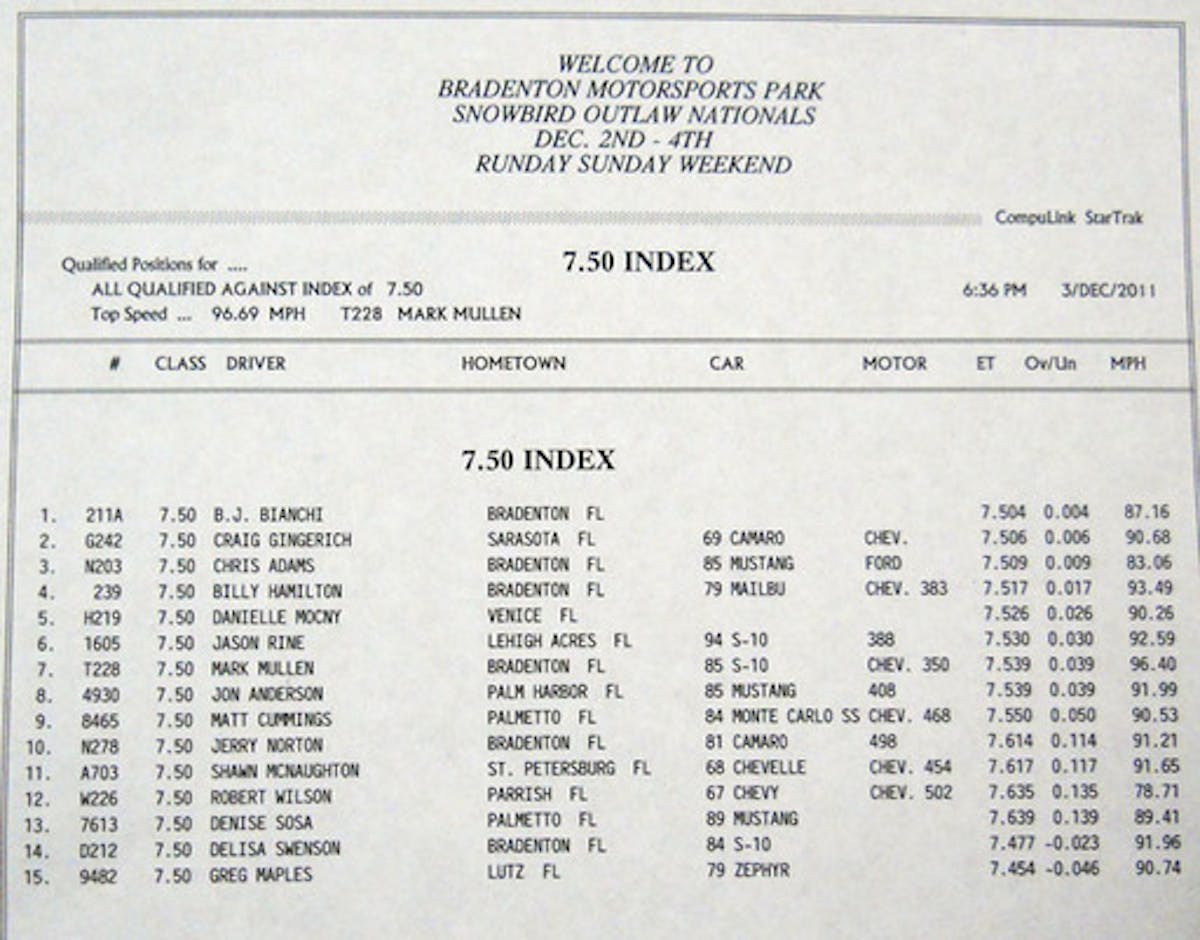 WELCOME TO
BRADENTON MOTORSPORTS PARK
SNOWBIRD OUTLAW NATIONALS
DEC. 2ND - 4TH
RUNDAY SUNDAY WEEKEND
CompuLink StarTrak
Qualified Positions for .... 7.50 INDEX
ALL QUALIFIED AGAINST INDEX of 7.50 6:36 PM 3/DEC/2011
Top Speed ... 96.69 MPH T228 MARK MULLEN
# CLASS DRIVER HOMETOWN CAR MOTOR ET Ov/Un MPH
7.50 INDEX
1. 211A 7.50 B.J. BIANCHI BRADENTON FL 7.504 0.004 87.16
2. G242 7.50 CRAIG GINGERICH SARASOTA FL 69 CAMARO CHEV. 7.506 0.006 90.68
3. N203 7.50 CHRIS ADAMS BRADENTON FL 85 MUSTANG FORD 7.509 0.009 83.06
4. 239 7.50 BILLY HAMILTON BRADENTON FL 79 MAILBU CHEV. 383 7.517 0.017 93.49
5. H219 7.50 DANIELLE MOCNY VENICE FL 7.526 0.026 90.26
6. 1605 7.50 JASON RINE LEHIGH ACRES FL 94 S-10 388 7.530 0.030 92.59
7. T228 7.50 MARK MULLEN BRADENTON FL 85 S-10 CHEV. 350 7.539 0.039 96.40
8. 4930 7.50 JON ANDERSON PALM HARBOR FL 85 MUSTANG 408 7.539 0.039 91.99
9. 8465 7.50 MATT CUMMINGS PALMETTO FL 84 MONTE CARLO SS CHEV. 468 7.550 0.050 90.53
10. N278 7.50 JERRY NORTON BRADENTON FL 81 CAMARO 498 7.614 0.114 91.21
11. A703 7.50 SHAWN MCNAUGHTON ST. PETERSBURG FL 68 CHEVELLE CHEV. 454 7.617 0.117 91.65
12. W226 7.50 ROBERT WILSON PARRISH FL 67 CHEVY CHEV. 502 7.635 0.135 78.71
13. 7613 7.50 DENISE SOSA PALMETTO FL 89 MUSTANG 7.639 0.139 89.41
14. D212 7.50 DELISA SWENSON BRADENTON FL 84 S-10 7.477 -0.023 91.96
15. 9482 7.50 GREG MAPLES LUTZ FL 79 ZEPHYR 7.454 -0.046 90.74